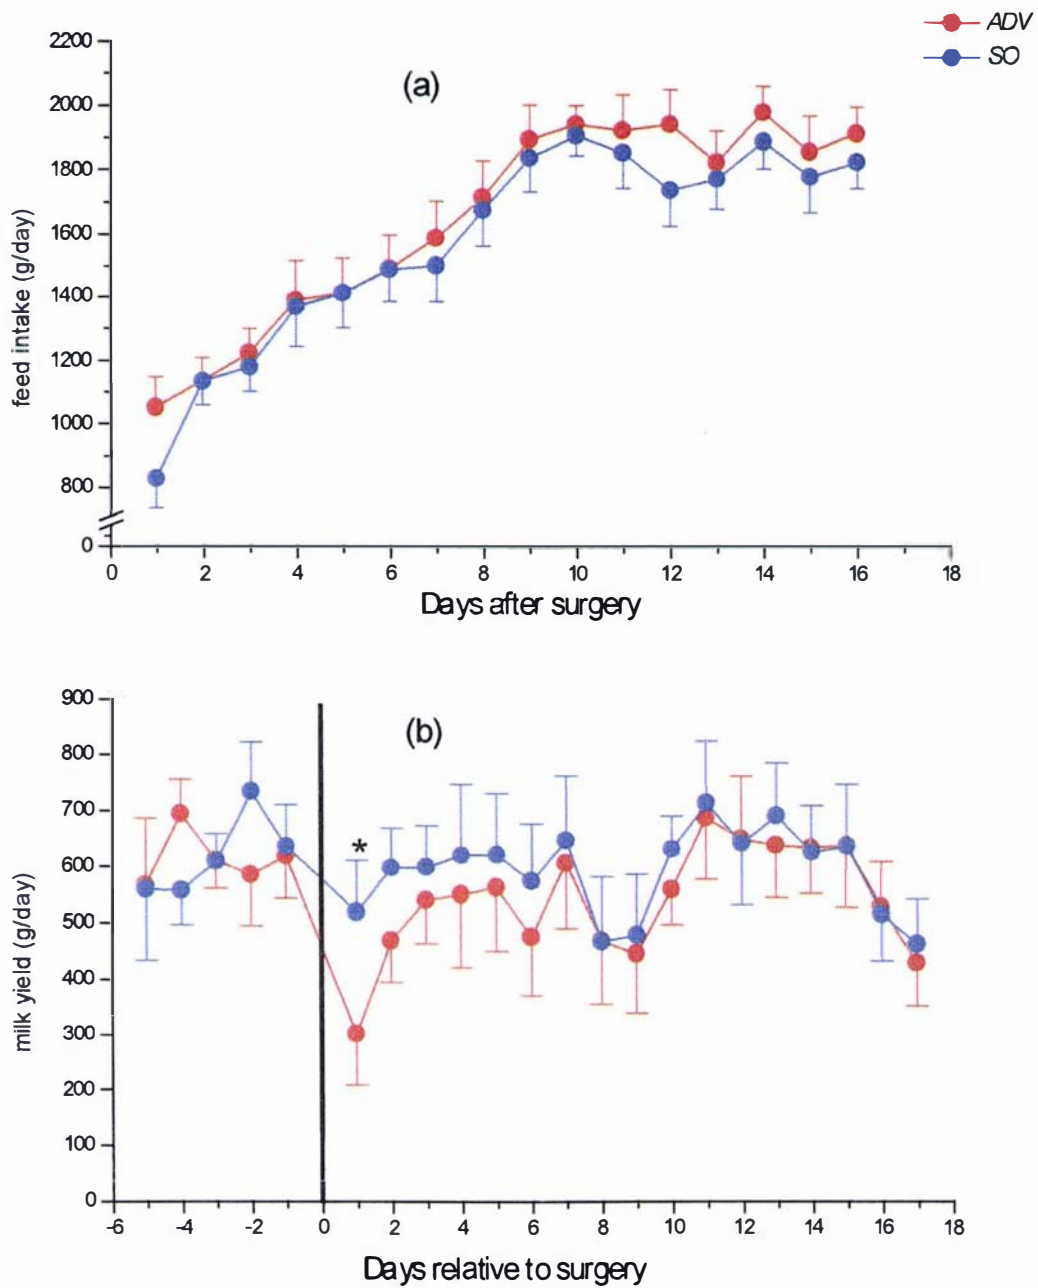 ADV
SO
(a)
feed intake (g/day)
2200
2000
1800
1600
1400
1200
1000
800
0
0 2 4 6 8 10 12 14 16 18
Days after surgery
(b)
milk yield (g/day)
900
800
700
600
500
400
300
200
100
0
*
-6 -4 -2 0 2 4 6 8 10 12 14 16 18
Days relative to surgery